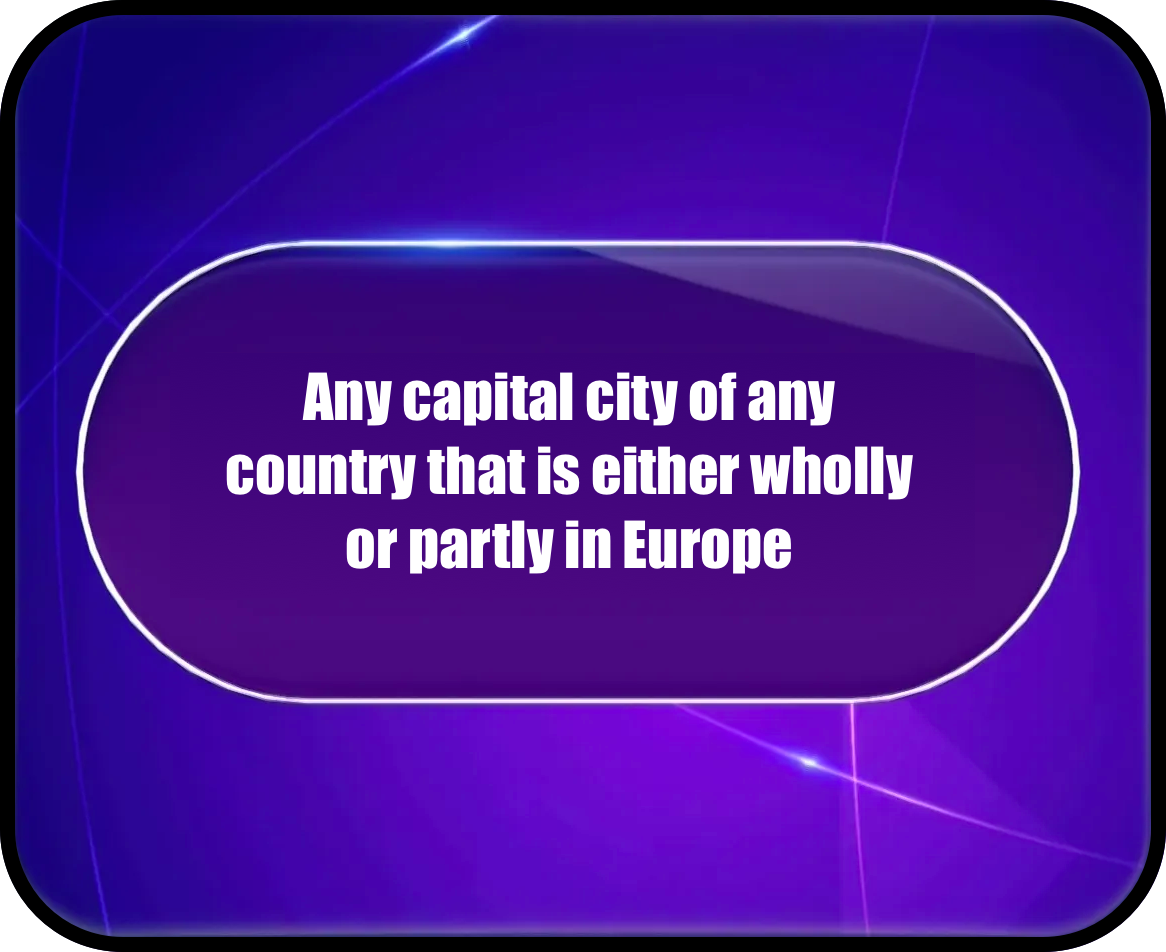 Any capital city of any
country that is either wholly
or partly in Europe